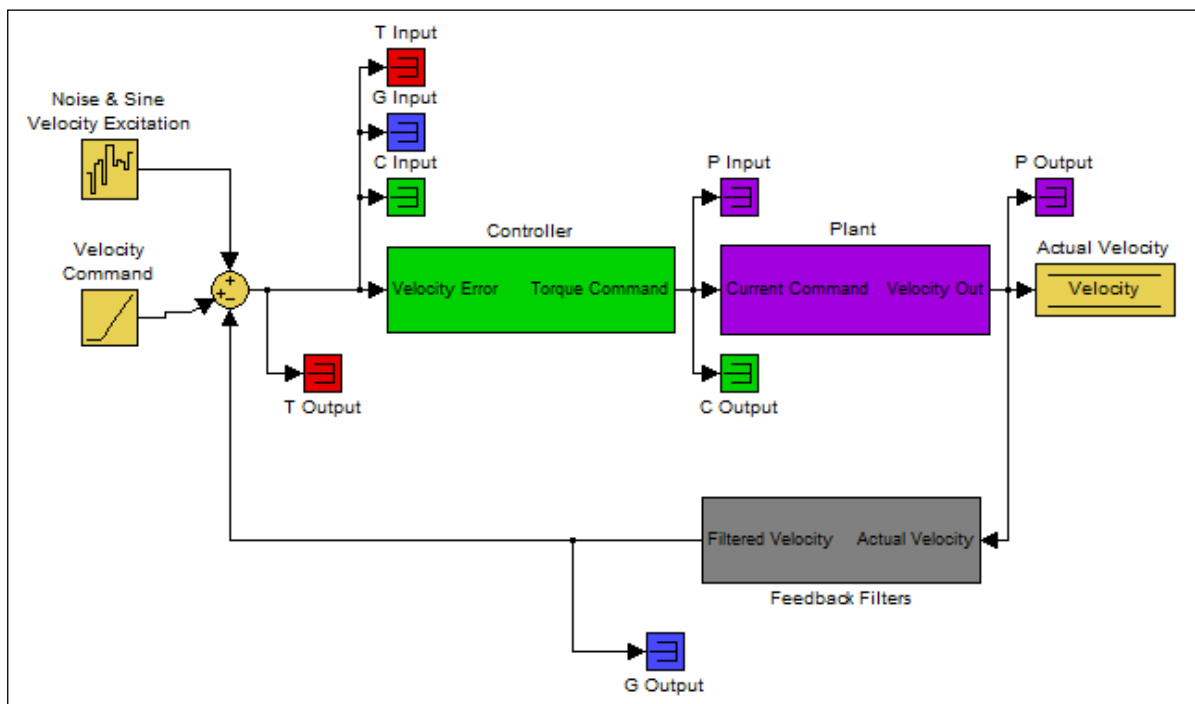 T Input
G Input
C Input
Noise & Sine
Velocity Excitation
Velocity
Command
Controller
Velocity Error
Torque Command
T Output
P Input
Plant
Current Command
Velocity Out
C Output
P Output
Actual Velocity
Velocity
Filtered Velocity
Actual Velocity
Feedback Filters
G Output